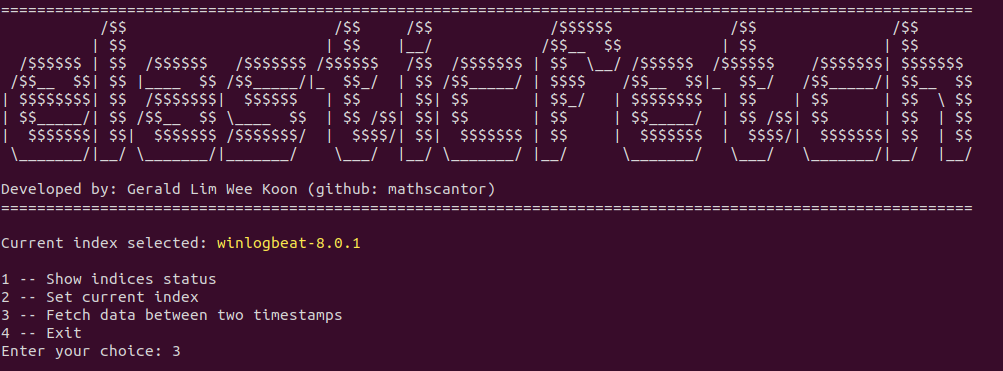 elasticfetch
Developed by: Gerald Lim Wee Koon (github: mathscantor)
Current index selected: winlogbeat-8.0.1
1 -- Show indices status
2 -- Set current index
3 -- Fetch data between two timestamps
4 -- Exit
Enter your choice: 3